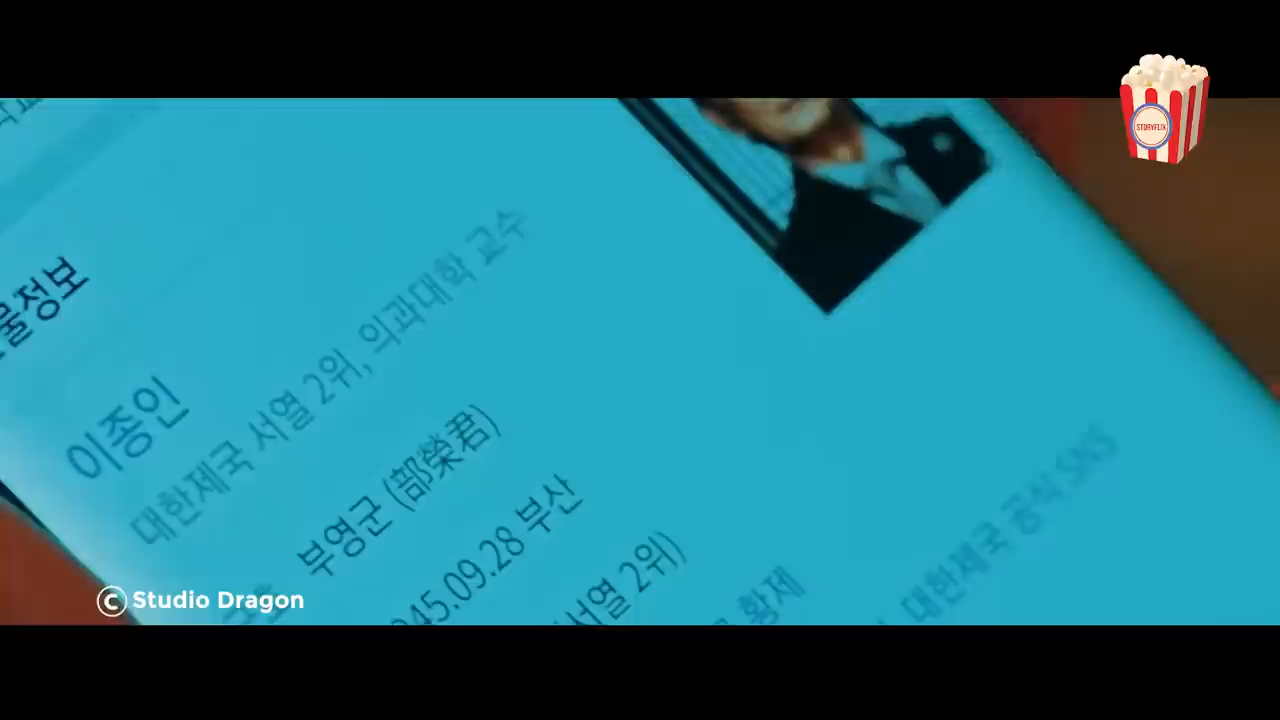 STORYFLIX
물정보
이종인
대한제국 서열 2위, 의과대학 교수
부영군 (部榮君)
945.09.28 부산
(서열 2위)
황제
대한제국 공식 SNS
© Studio Dragon